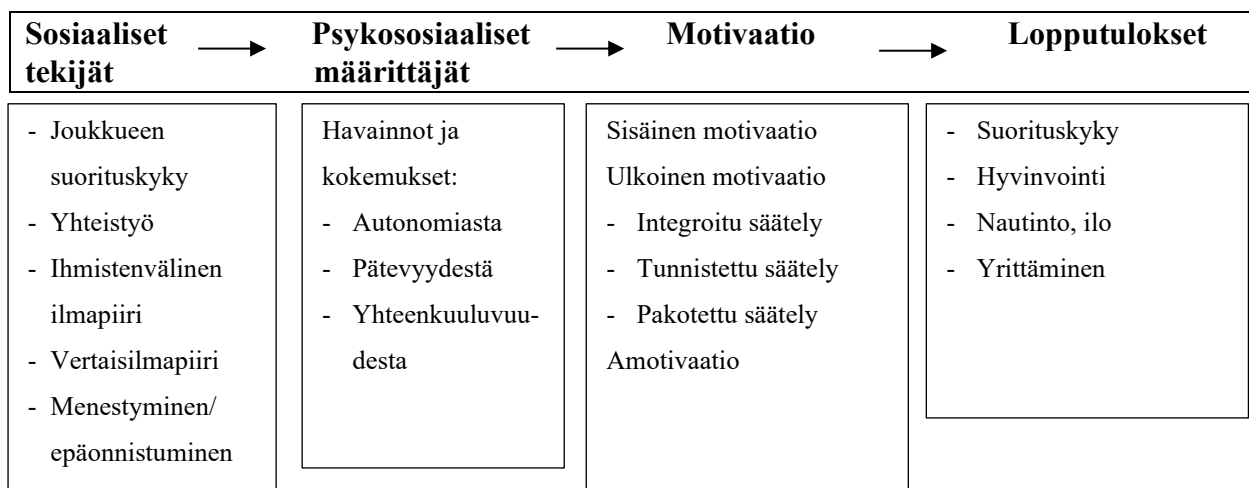 Sosiaaliset
tekijät
Psykososiaaliset
määrittäjät
Motivaatio
Lopputulokset
- Joukkueen
suorituskyky
- Yhteistyö
- Ihmistenvälinen
ilmapiiri
- Vertaisilmapiiri
- Menestyminen/
epäonnistuminen
Havainnot ja
kokemukset:
- Autonomiasta
- Pätevyydestä
- Yhteenkuuluvuu-
desta
Sisäinen motivaatio
Ulkoinen motivaatio
- Integroitu säätely
- Tunnistettu säätely
- Pakotettu säätely
Amotivaatio
- Suorituskyky
- Hyvinvointi
- Nautinto, ilo
- Yrittäminen